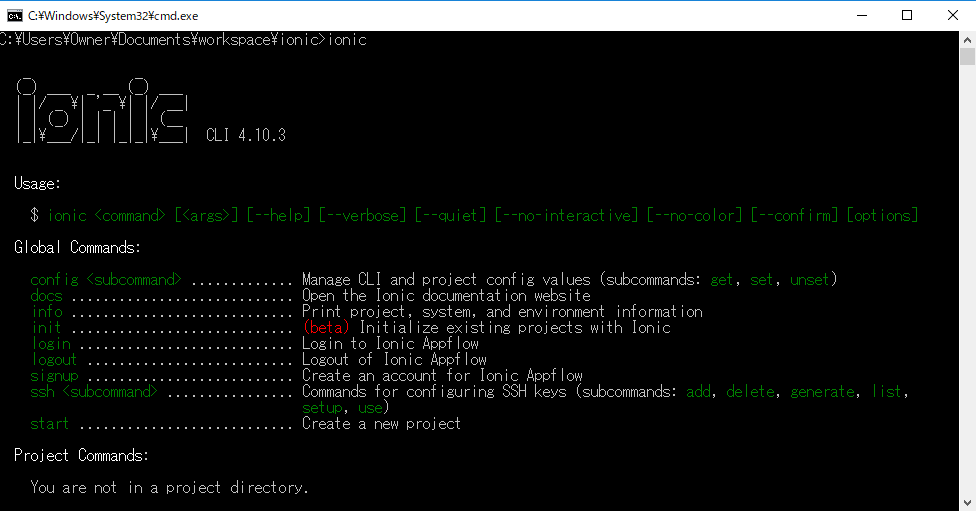 C:¥Windows¥System32¥cmd.exe
C:¥Users¥Owner¥Documents¥workspace¥ionic>ionic
ionic CLI 4.10.3
Usage:
$ ionic <command> [<args>] [--help] [--verbose] [--quiet] [--no-interactive] [--no-color] [--confirm] [options]
Global Commands:
config <subcommand> ............. Manage CLI and project config values (subcommands: get, set, unset)
docs ............................ Open the Ionic documentation website
info ............................ Print project, system, and environment information
init ............................ (beta) Initialize existing projects with Ionic
login ........................... Login to Ionic Appflow
logout .......................... Logout of Ionic Appflow
signup .......................... Create an account for Ionic Appflow
ssh <subcommand> ................ Commands for configuring SSH keys (subcommands: add, delete, generate, list,
setup, use)
start ........................... Create a new project
Project Commands:
You are not in a project directory.